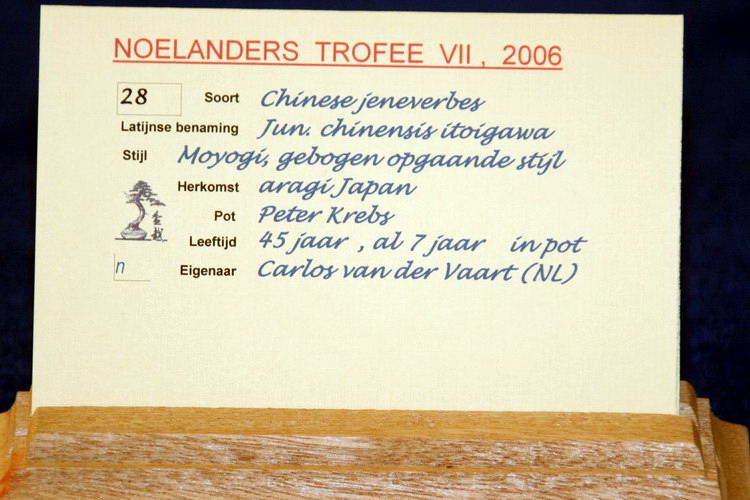 NOELANDERS TROFEE VII , 2006
28 Soort Chinese jeneverbes
Latijnse benaming Jun. chinensis itoigawa
Stijl Moyogi, gebogen opgaande stijl
Herkomst aragi Japan
Pot Peter Krebs
Leeftijd 45 jaar , al 7 jaar in pot
n Eigenaar Carlos van der Vaart (NL)